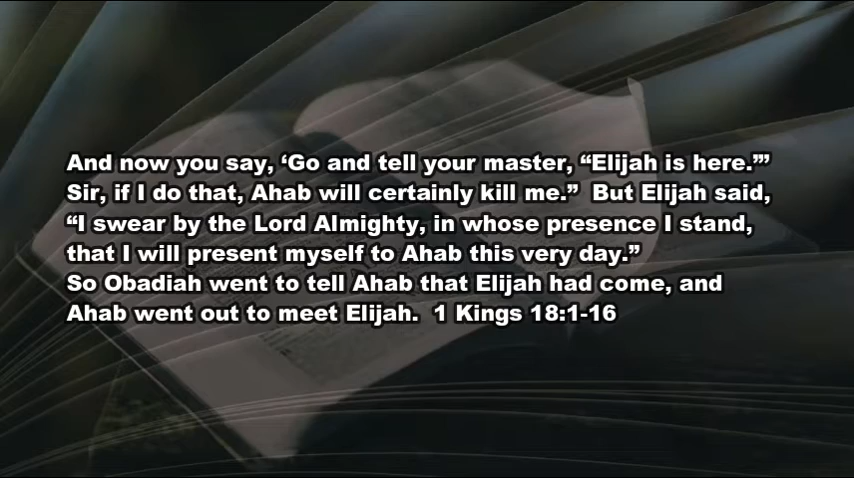 And now you say, ‘Go and tell your master, “Elijah is here.”’
Sir, if I do that, Ahab will certainly kill me.”  But Elijah said,
“I swear by the Lord Almighty, in whose presence I stand,
that I will present myself to Ahab this very day.”
So Obadiah went to tell Ahab that Elijah had come, and
Ahab went out to meet Elijah.  1 Kings 18:1-16